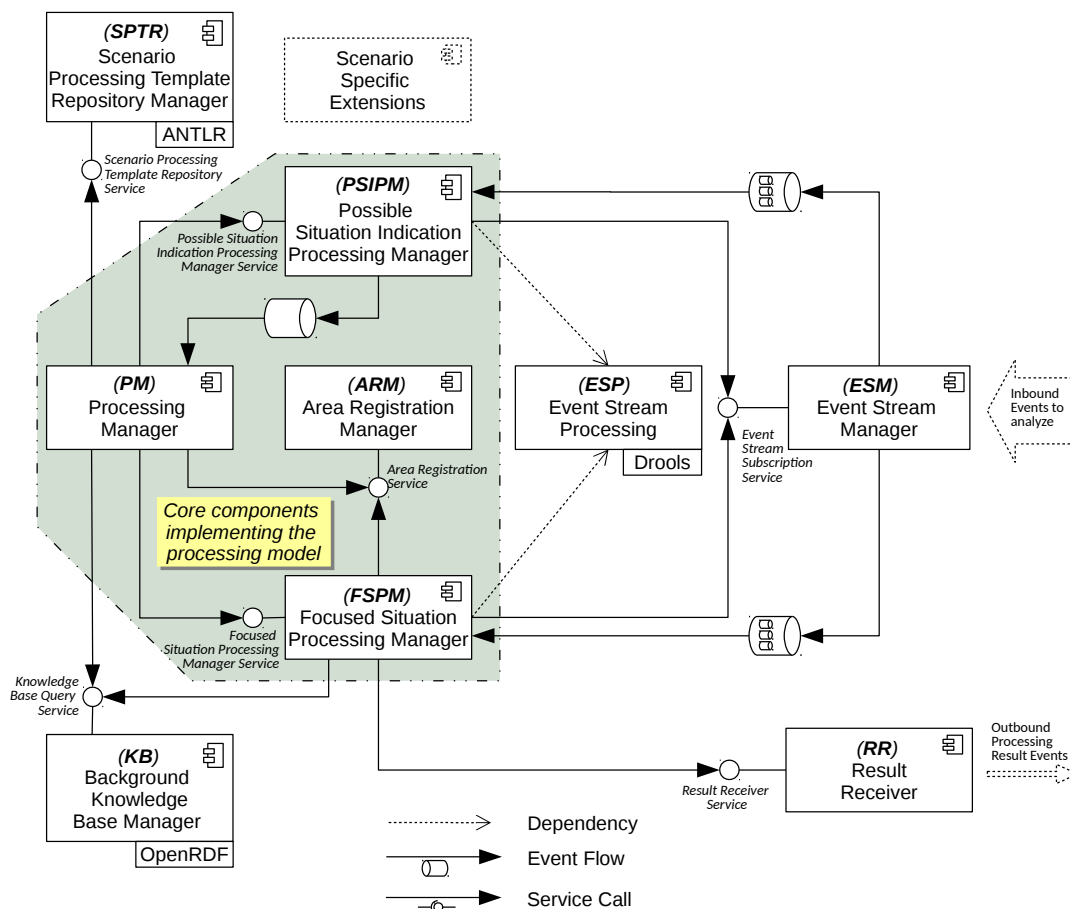 (SPTR)
Scenario
Processing Template
Repository Manager
ANTLR
Scenario Processing
Template Repository
Service
Scenario
Specific
Extensions
(PSIPM)
Possible
Situation Indication
Processing Manager
Possible Situation
Indication Processing
Manager Service
(PM)
Processing
Manager
(ARM)
Area Registration
Manager
Area Registration
Service
(ESP)
Event Stream
Processing
Drools
(ESM)
Event Stream
Manager
Event
Stream
Subscription
Service
Inbound
Events to
analyze
Core components
implementing the
processing model
(FSPM)
Focused Situation
Processing Manager
Focused
Situation Processing
Manager Service
Knowledge
Base Query
Service
(KB)
Background
Knowledge
Base Manager
OpenRDF
(RR)
Result
Receiver
Result Receiver
Service
Outbound
Processing
Result Events
Dependency
Event Flow
Service Call